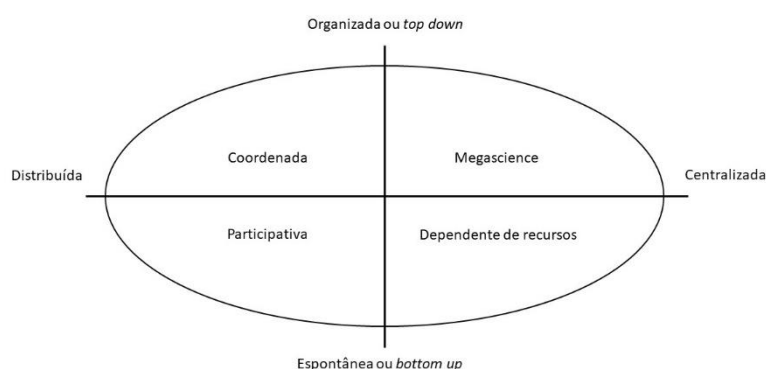 Organizada ou top down
Coordenada
Megascience
Distribuída
Centralizada
Participativa
Dependente de recursos
Espontânea ou bottom up